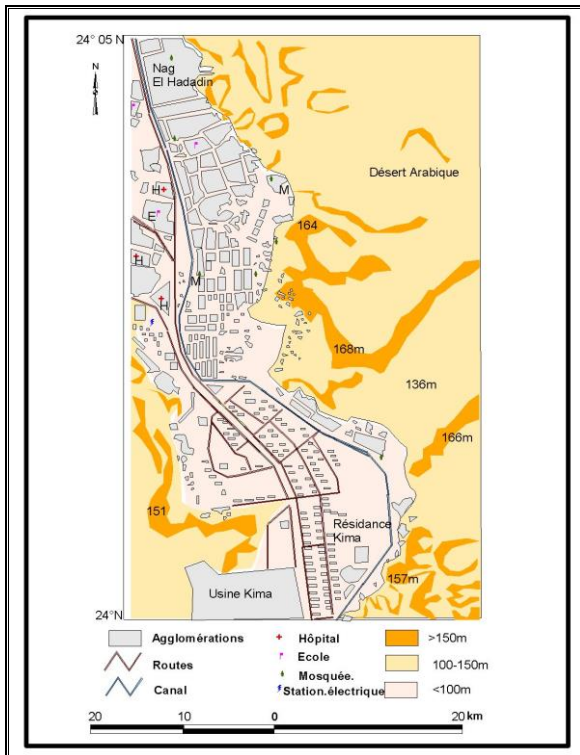 24° 05 N
N
Nag
El Hadadin
Désert Arabique
H
M
E
164
H
M
H
168m
136m
166m
151
Résidance
Kima
157m
Usine Kima
24°N
Agglomérations
Hôpital
>150m
Routes
Ecole
100-150m
Canal
Mosquée.
Station.électrique
<100m
20 10 0 20 km